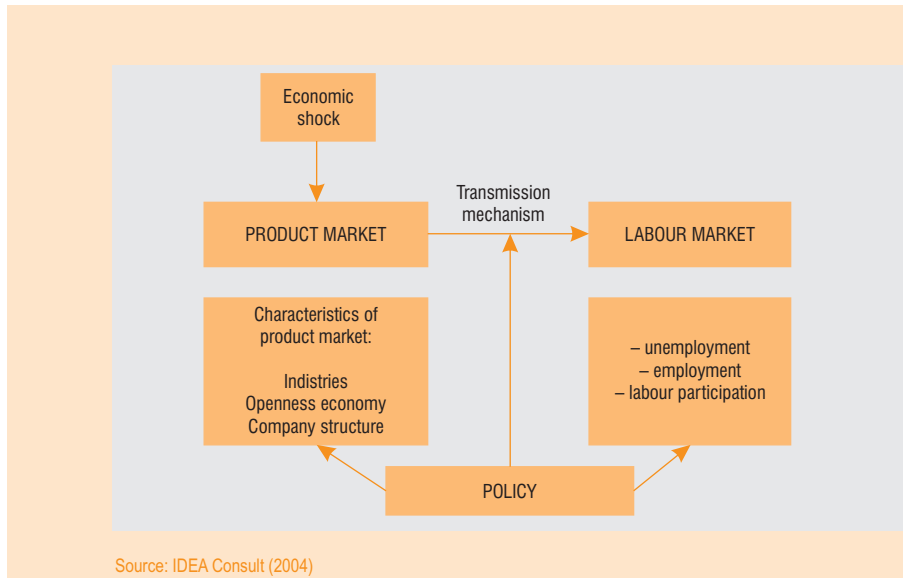 Economic
shock
Transmission
mechanism
PRODUCT MARKET
LABOUR MARKET
Characteristics of
product market:
Indistries
Openness economy
Company structure
– unemployment
– employment
– labour participation
POLICY
Source: IDEA Consult (2004)